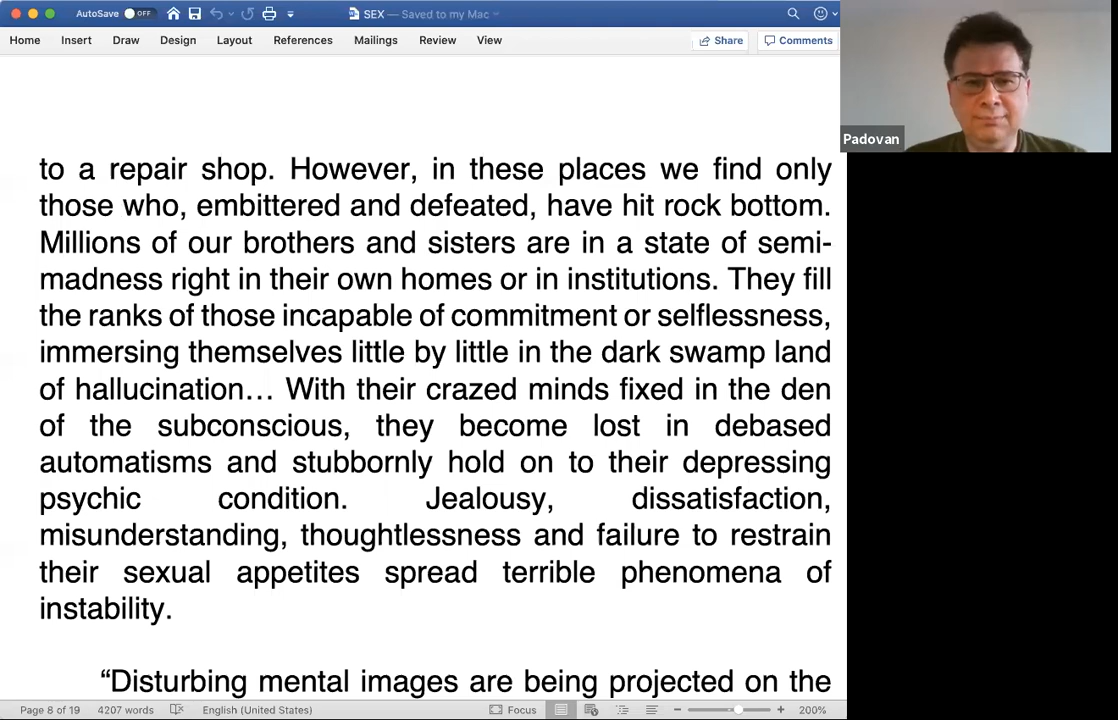 AutoSave OFF SEX — Saved to my Mac
Home Insert Draw Design Layout References Mailings Review View Share Comments
Padovan
to a repair shop. However, in these places we find only
those who, embittered and defeated, have hit rock bottom.
Millions of our brothers and sisters are in a state of semi-
madness right in their own homes or in institutions. They fill
the ranks of those incapable of commitment or selflessness,
immersing themselves little by little in the dark swamp land
of hallucination… With their crazed minds fixed in the den
of the subconscious, they become lost in debased
automatisms and stubbornly hold on to their depressing
psychic condition. Jealousy, dissatisfaction,
misunderstanding, thoughtlessness and failure to restrain
their sexual appetites spread terrible phenomena of
instability.
“Disturbing mental images are being projected on the
Page 8 of 19 4207 words English (United States) Focus 200%